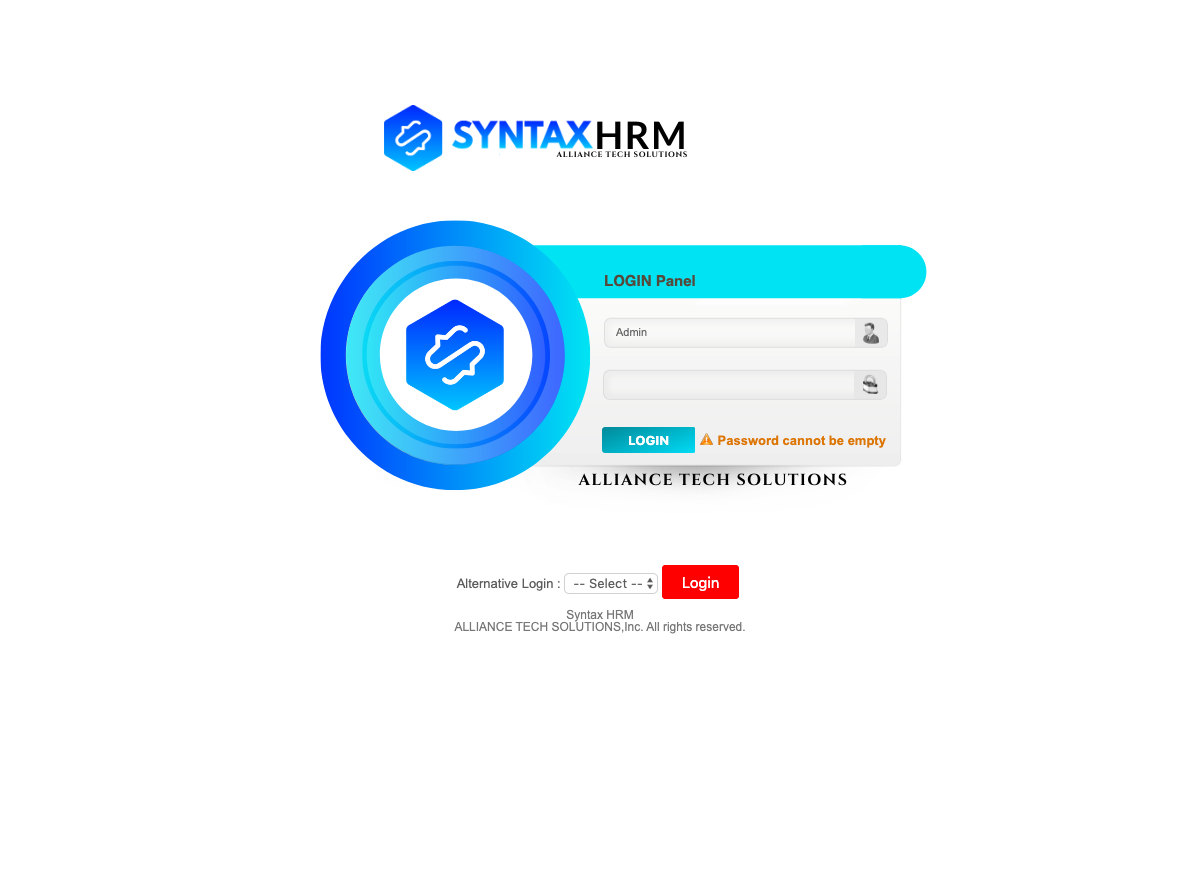 SYNTAXHRM
ALLIANCE TECH SOLUTIONS
LOGIN Panel
Admin
LOGIN
Password cannot be empty
ALLIANCE TECH SOLUTIONS
Alternative Login : -- Select -- Login
Syntax HRM
ALLIANCE TECH SOLUTIONS,Inc. All rights reserved.